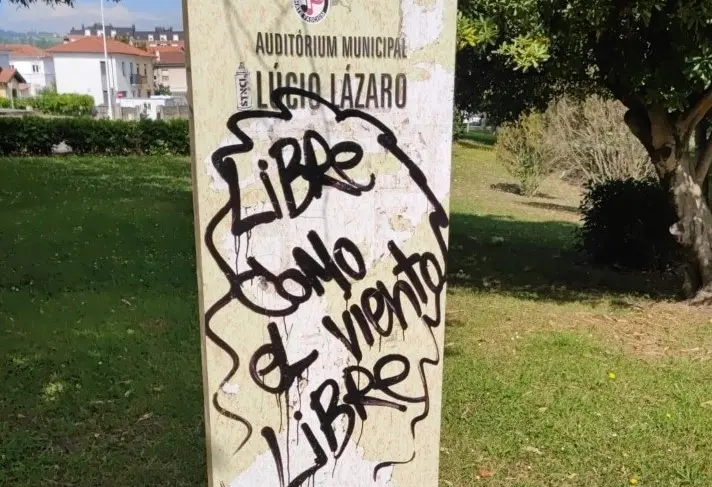 AUDITÓRIUM MUNICIPAL
LÚCIO LÁZARO
LIBRE
COMO
el viento
LIBRE